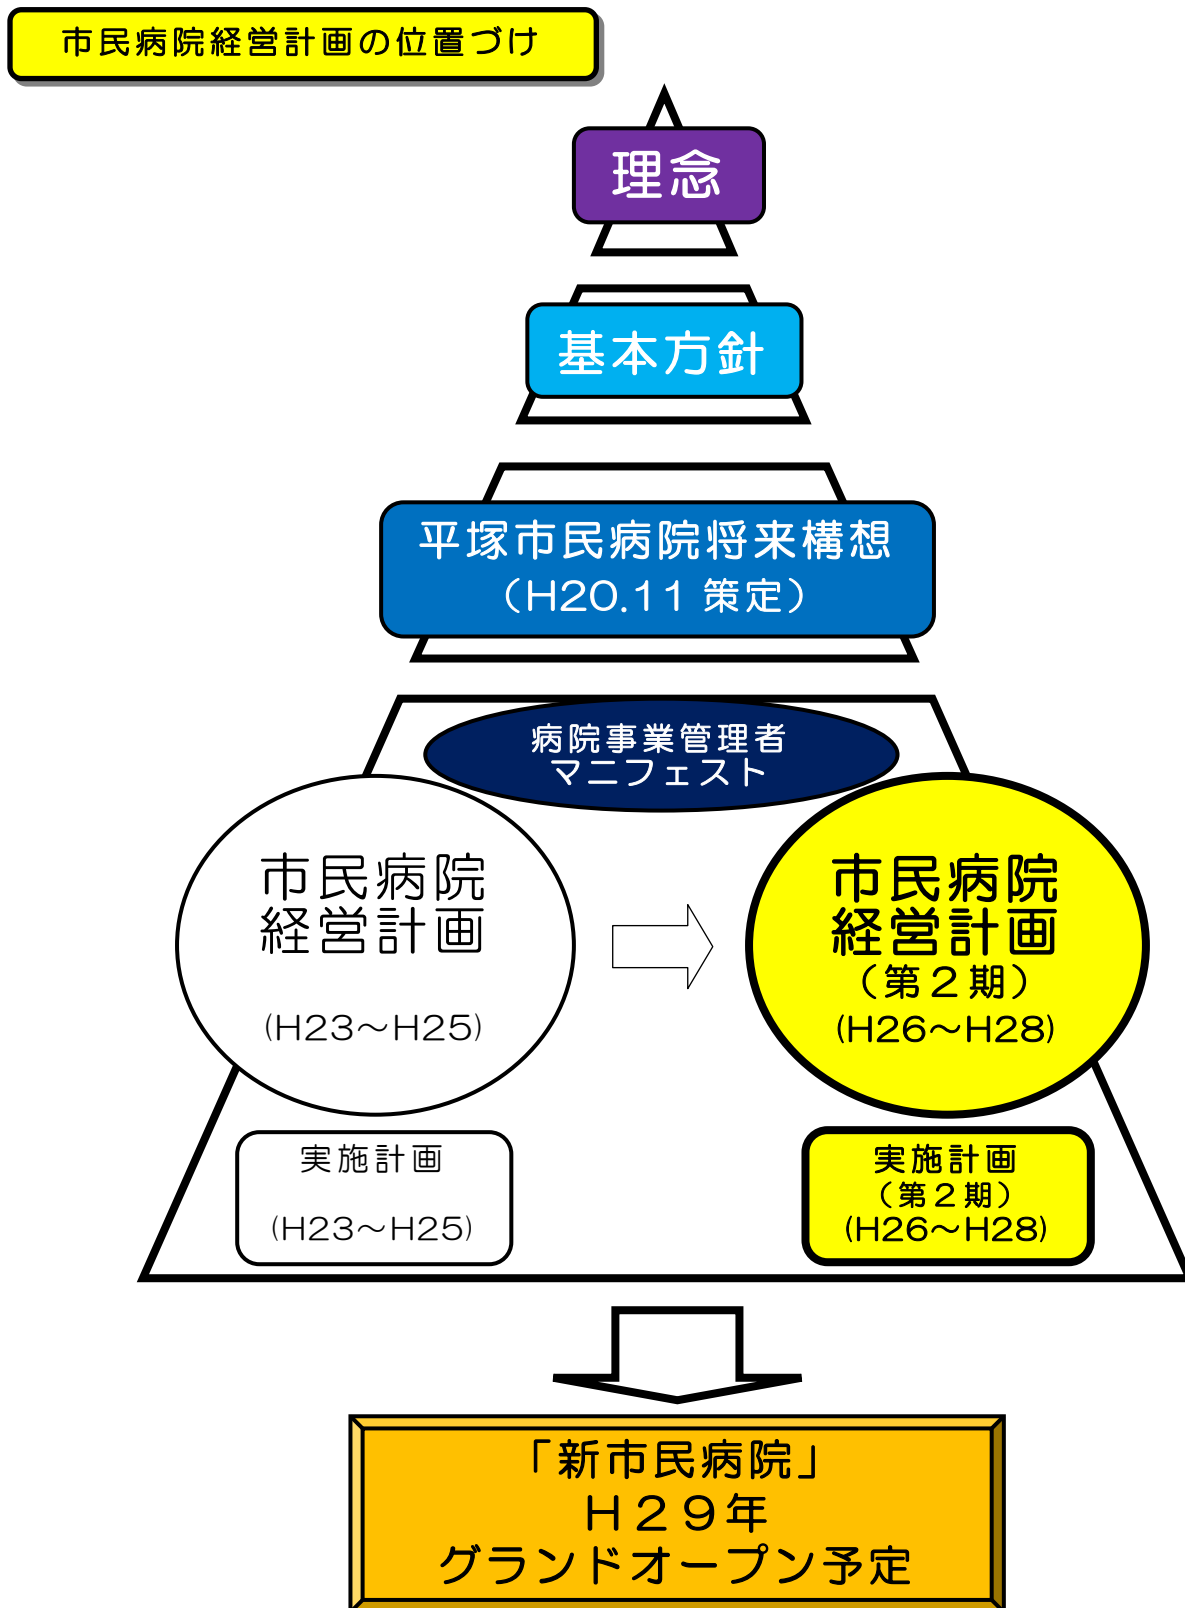 市民病院経営計画の位置づけ
理念
基本方針
平塚市民病院将来構想
（H20.11 策定）
病院事業管理者
マニフェスト
市民病院
経営計画
(H23～H25)
市民病院
経営計画
（第２期）
(H26～H28)
実施計画
(H23～H25)
実施計画
（第２期）
(H26～H28)
「新市民病院」
Ｈ２９年
グランドオープン予定